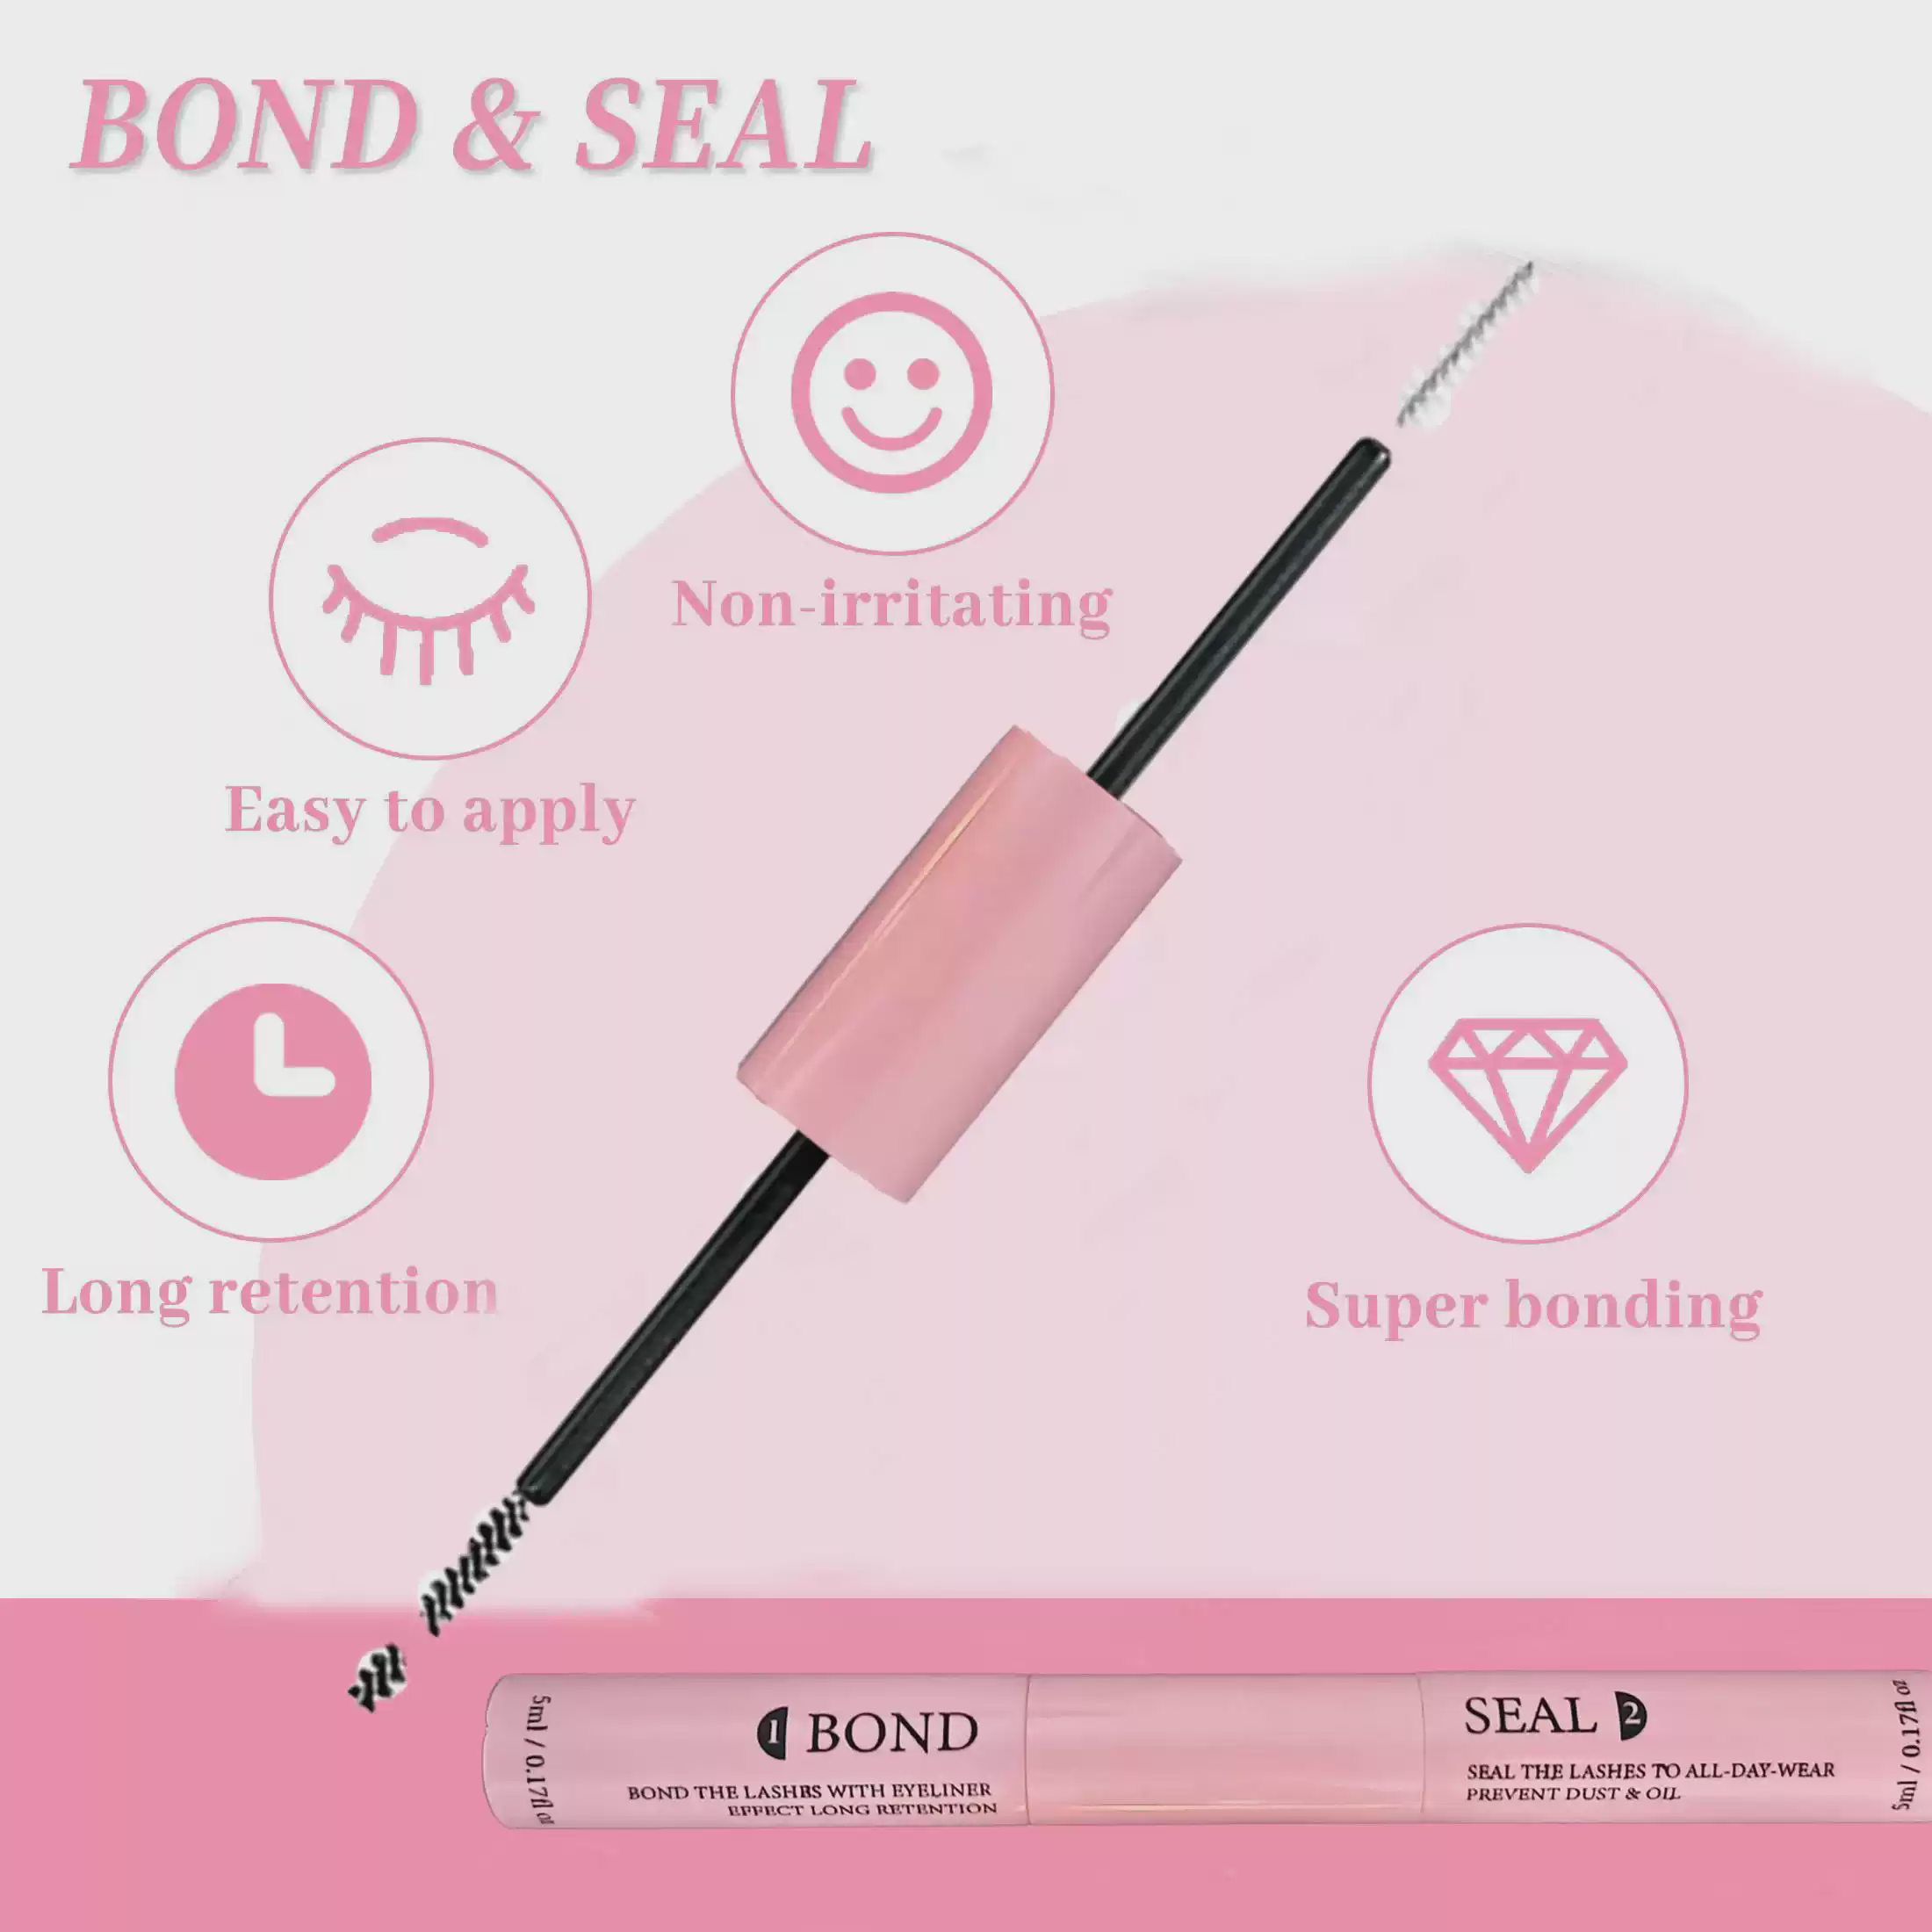 BOND & SEAL
Non-irritating
Easy to apply
Long retention
Super bonding
5ml / 0.17fl oz
1 BOND
BOND THE LASHES WITH EYELINER
EFFECT LONG RETENTION
SEAL 2
SEAL THE LASHES TO ALL-DAY-WEAR
PREVENT DUST & OIL
5ml / 0.17fl oz